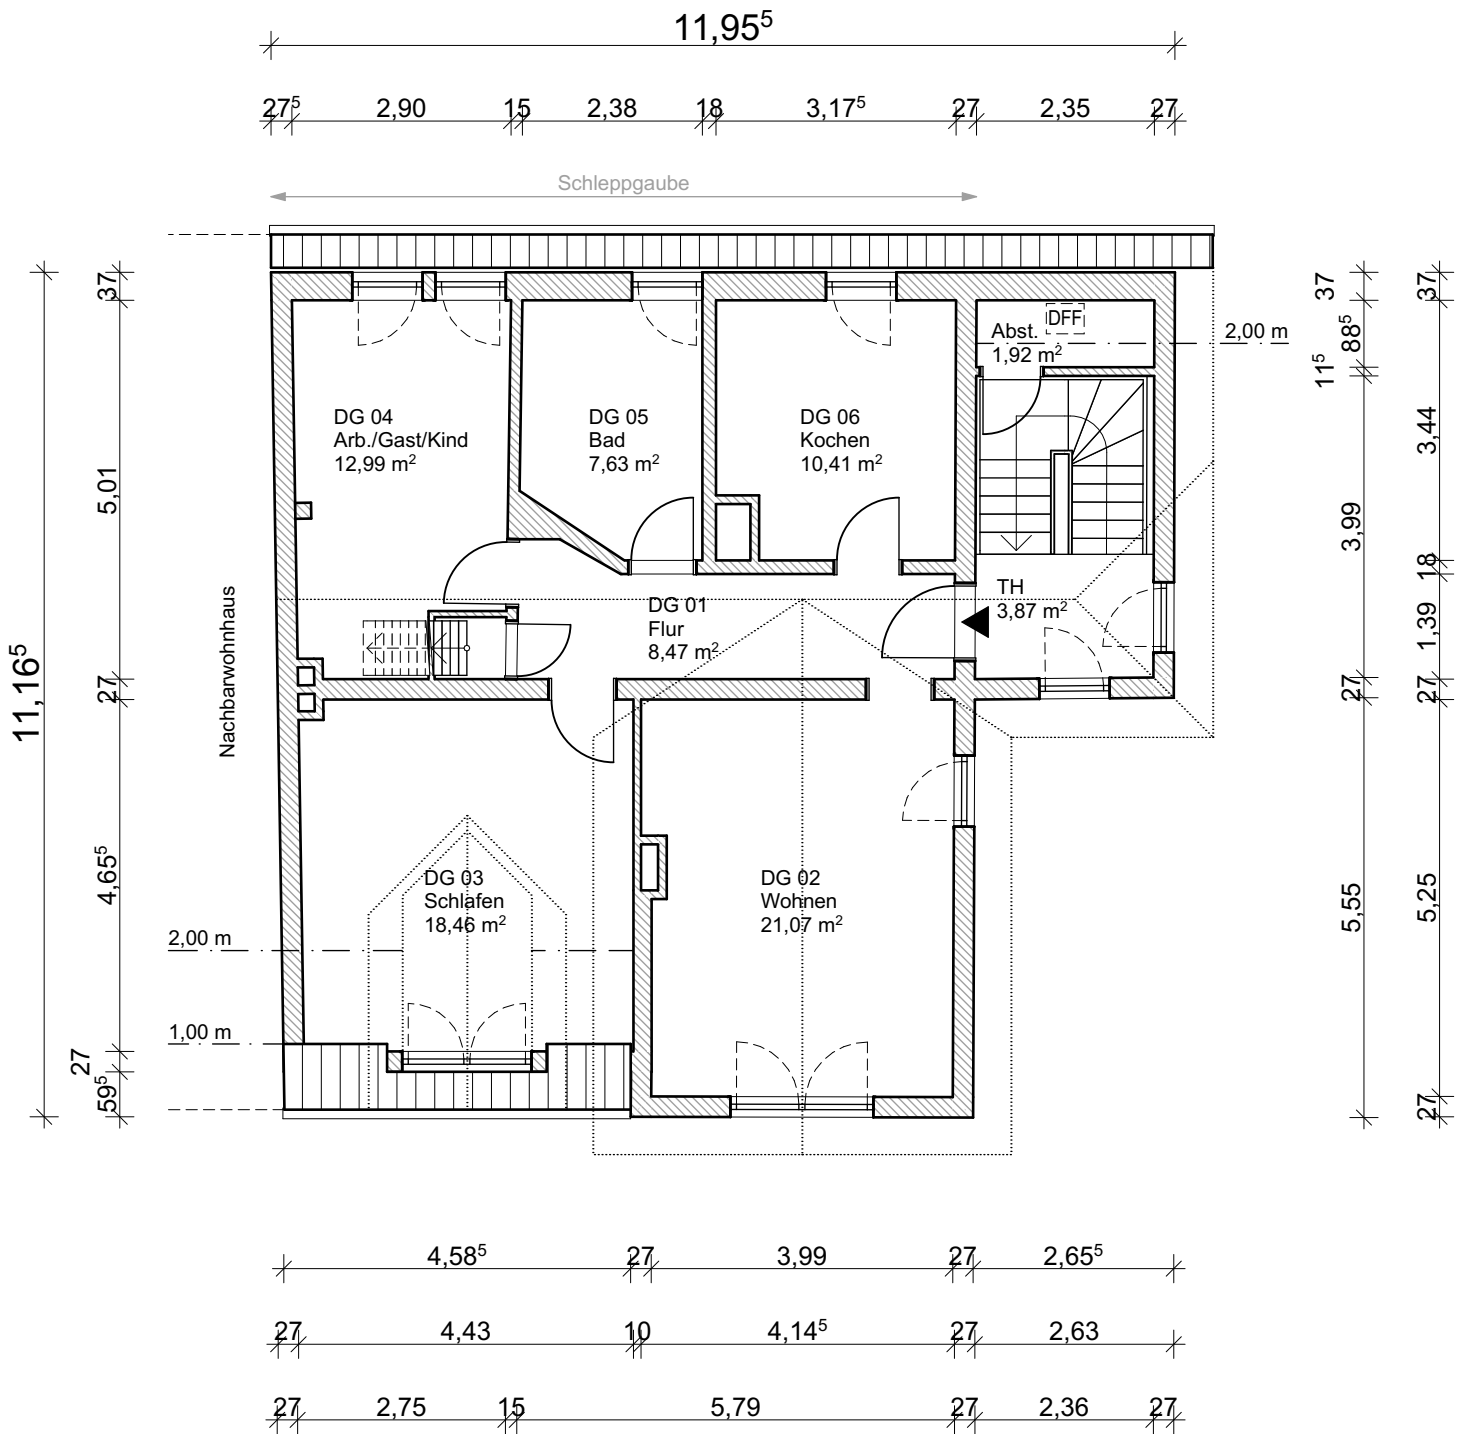 11,95⁵
27⁵ 2,90 15 2,38 18 3,17⁵ 27 2,35 27
Schleppgaube
DFF
Abst.
1,92 m²
2,00 m
DG 04
Arb./Gast/Kind
12,99 m²
DG 05
Bad
7,63 m²
DG 06
Kochen
10,41 m²
TH
3,87 m²
DG 01
Flur
8,47 m²
Nachbarwohnhaus
DG 03
Schlafen
18,46 m²
DG 02
Wohnen
21,07 m²
2,00 m
1,00 m
11,16⁵
37 5,01 27 4,65⁵ 27 59⁵
37 88⁵ 11⁵ 3,99 27 5,55
37 3,44 18 1,39 27 5,25 27
4,58⁵ 27 3,99 27 2,65⁵
27 4,43 10 4,14⁵ 27 2,63
27 2,75 15 5,79 27 2,36 27